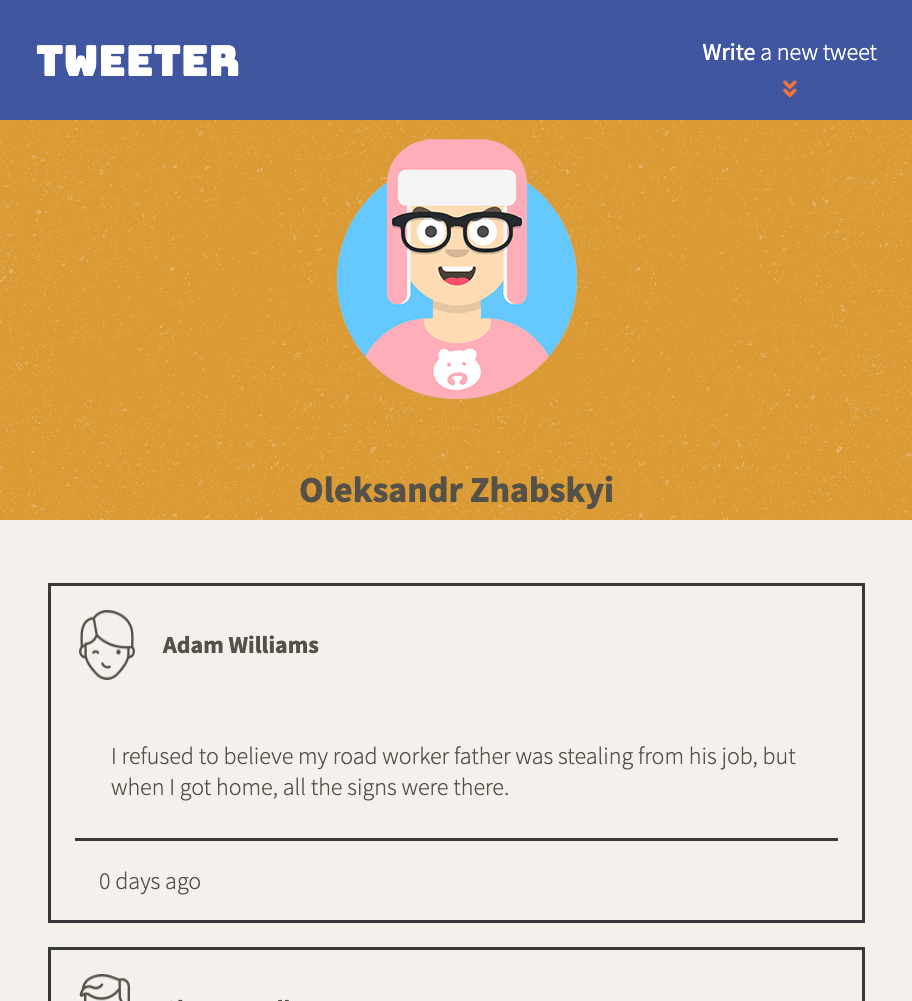 TWEETER
Write a new tweet
Oleksandr Zhabskyi
Adam Williams
I refused to believe my road worker father was stealing from his job, but
when I got home, all the signs were there.
0 days ago